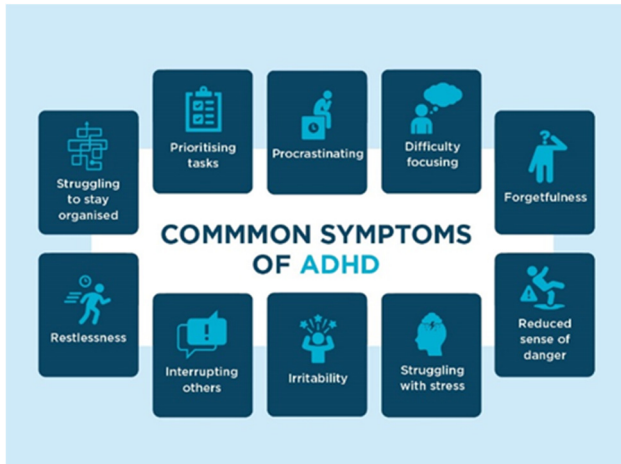 Struggling
to stay
organised
Prioritising
tasks
Procrastinating
Difficulty
focusing
Forgetfulness
COMMMON SYMPTOMS
OF ADHD
Restlessness
Interrupting
others
Irritability
Struggling
with stress
Reduced
sense of
danger